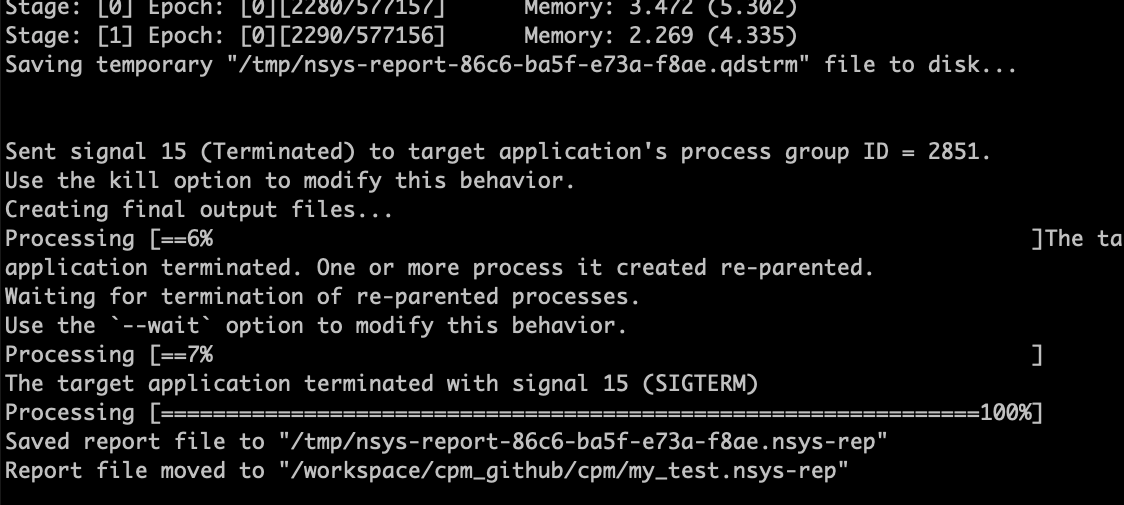 Stage: [0] Epoch: [0][2280/577157] Memory: 3.472 (5.302)
Stage: [1] Epoch: [0][2290/577156] Memory: 2.269 (4.335)
Saving temporary "/tmp/nsys-report-86c6-ba5f-e73a-f8ae.qdstrm" file to disk...
Sent signal 15 (Terminated) to target application's process group ID = 2851.
Use the kill option to modify this behavior.
Creating final output files...
Processing [==6% ]The ta
application terminated. One or more process it created re-parented.
Waiting for termination of re-parented processes.
Use the `--wait` option to modify this behavior.
Processing [==7% ]
The target application terminated with signal 15 (SIGTERM)
Processing [===============================================================100%]
Saved report file to "/tmp/nsys-report-86c6-ba5f-e73a-f8ae.nsys-rep"
Report file moved to "/workspace/cpm_github/cpm/my_test.nsys-rep"